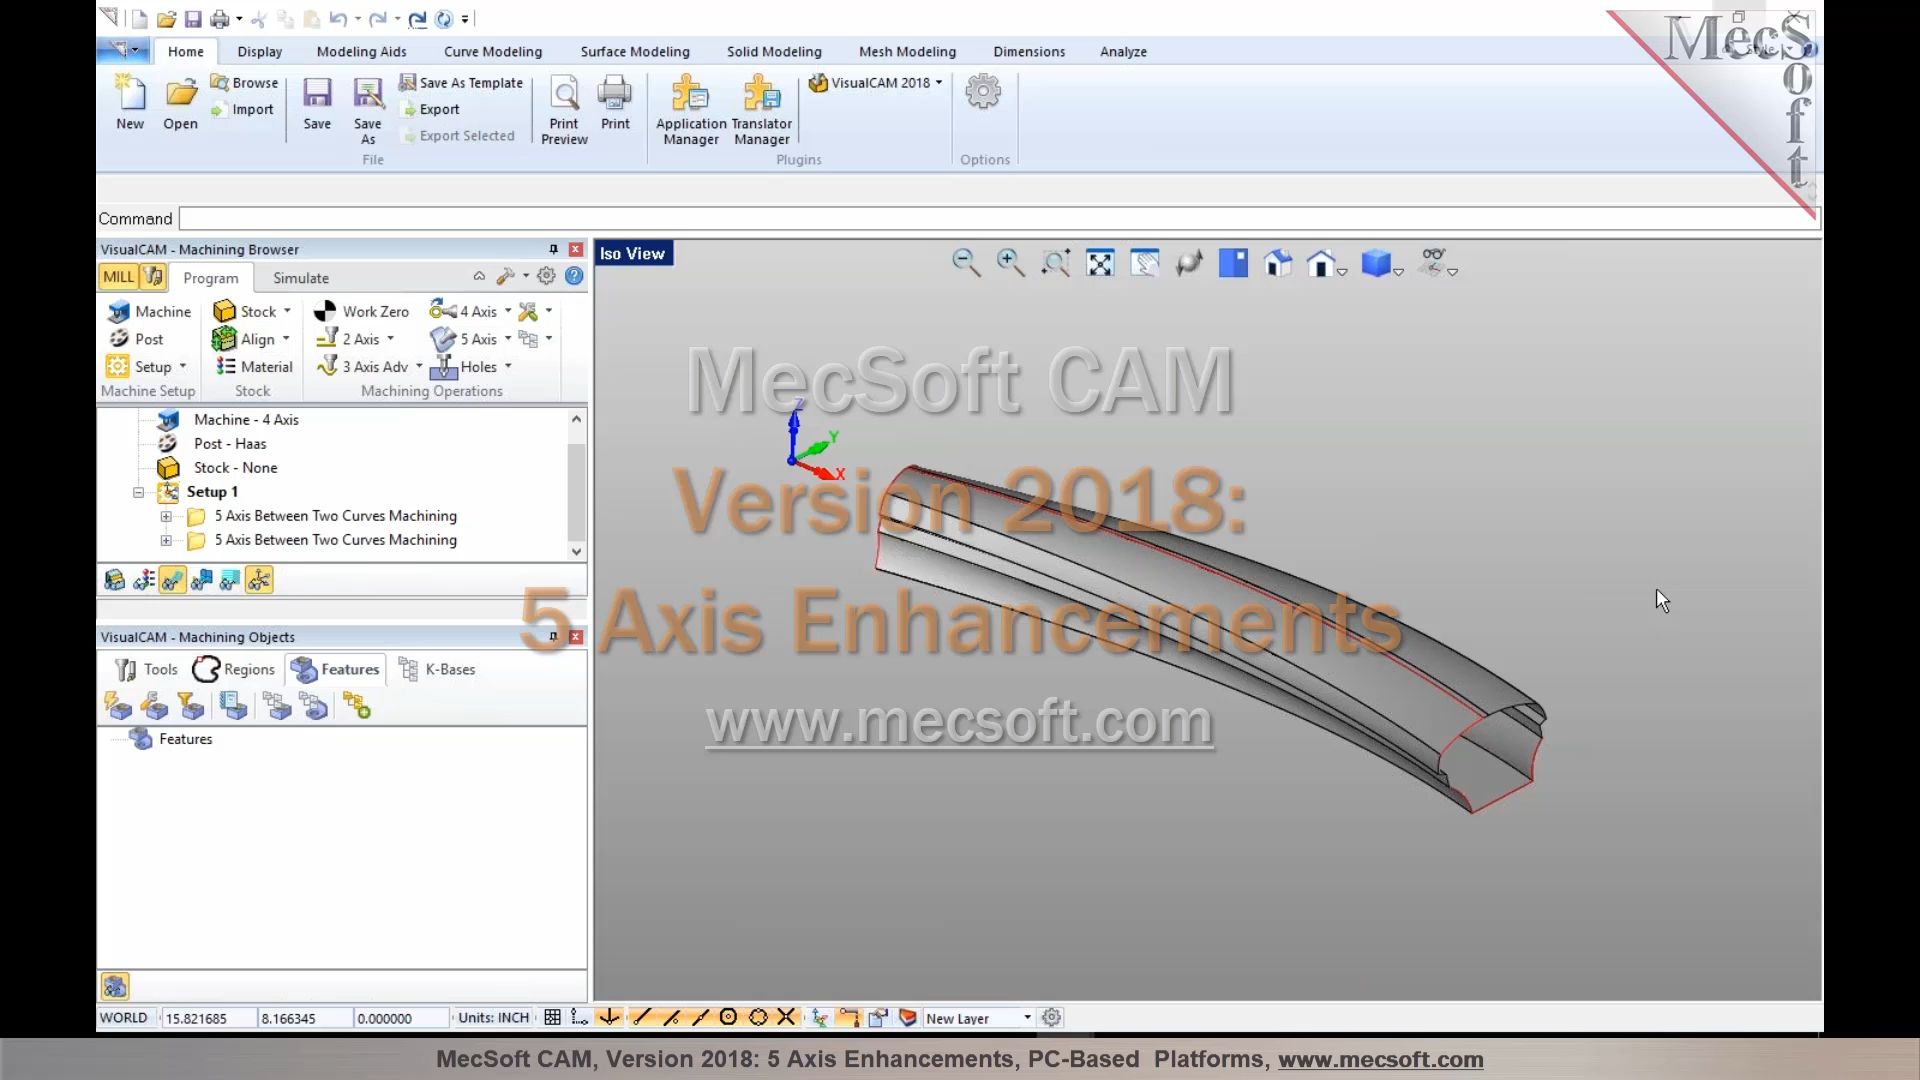 Home Display Modeling Aids Curve Modeling Surface Modeling Solid Modeling Mesh Modeling Dimensions Analyze
MecSoft
New Open Browse Import Save Save As Save As Template Export Export Selected Print Preview Print Application Manager Translator Manager VisualCAM 2018
File Plugins Options
Command
VisualCAM - Machining Browser
MILL Program Simulate
Machine Stock Work Zero 4 Axis
Post Align 2 Axis 5 Axis
Setup Material 3 Axis Adv Holes
Machine Setup Stock Machining Operations
Machine - 4 Axis
Post - Haas
Stock - None
Setup 1
5 Axis Between Two Curves Machining
5 Axis Between Two Curves Machining
VisualCAM - Machining Objects
Tools Regions Features K-Bases
Features
Iso View
Z
Y
X
MecSoft CAM
Version 2018:
5 Axis Enhancements
www.mecsoft.com
WORLD 15.821685 8.166345 0.000000 Units: INCH New Layer
MecSoft CAM, Version 2018: 5 Axis Enhancements, PC-Based Platforms, www.mecsoft.com